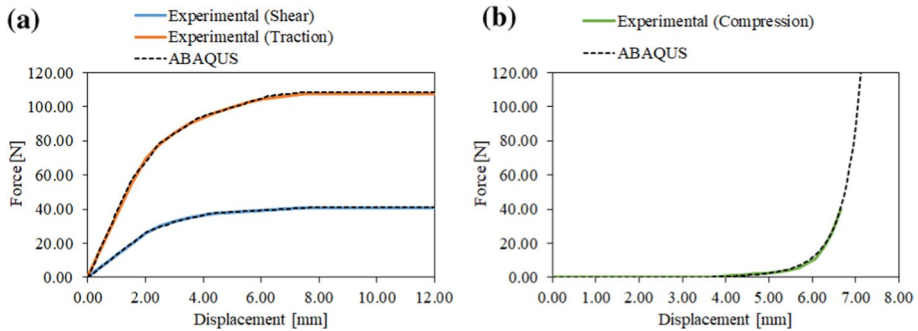 (a)
Experimental (Shear)
Experimental (Traction)
ABAQUS
120.00
100.00
80.00
60.00
40.00
20.00
0.00
Force [N]
0.00 2.00 4.00 6.00 8.00 10.00 12.00
Displacement [mm]
(b)
Experimental (Compression)
ABAQUS
120.00
100.00
80.00
60.00
40.00
20.00
0.00
Force [N]
0.00 1.00 2.00 3.00 4.00 5.00 6.00 7.00 8.00
Displacement [mm]